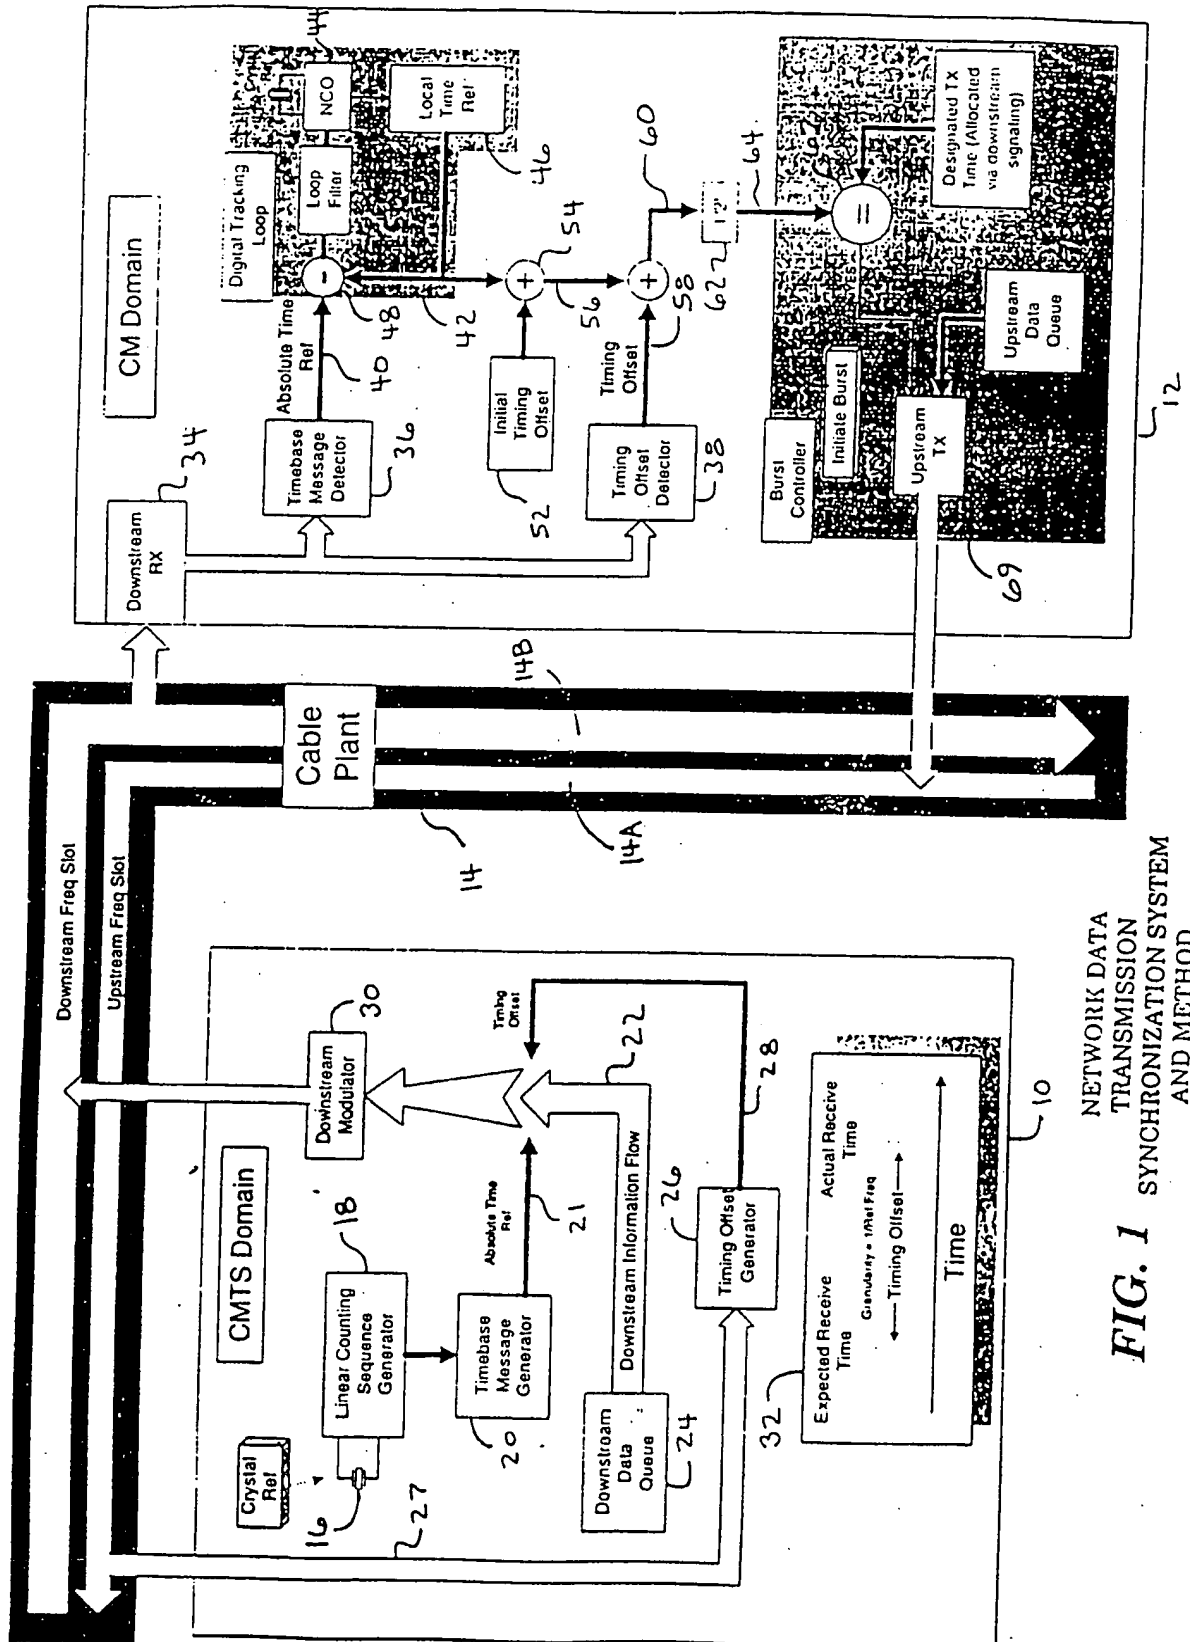 Downstream Freq Slot
Upstream Freq Slot
Cable
Plant
14
14A
14B
CMTS Domain
Crystal
Ref
16
Linear Counting
Sequence
Generator
18
Timebase
Message
Generator
20
Absolute Time
Ref
21
Downstream
Modulator
30
Timing
Offset
22
Downstream Information Flow
Downstream
Data
Queue
24
Timing Offset
Generator
26
27
28
32
Expected Receive
Time
Actual Receive
Time
Granularity = 1/Ref Freq
Timing Offset
Time
10
CM Domain
Downstream
RX
34
Timebase
Message
Detector
36
Absolute Time
Ref
40
Digital Tracking
Loop
48
Loop
Filter
NCO
44
Local
Time
Ref
46
42
Initial
Timing
Offset
52
54
56
Timing
Offset
Detector
38
Timing
Offset
58
60
62
64
Burst
Controller
Initiate Burst
Upstream
TX
Upstream
Data
Queue
Designated TX
Time (Allocated
via downstream
signaling)
69
12
FIG. 1
NETWORK DATA
TRANSMISSION
SYNCHRONIZATION SYSTEM
AND METHOD